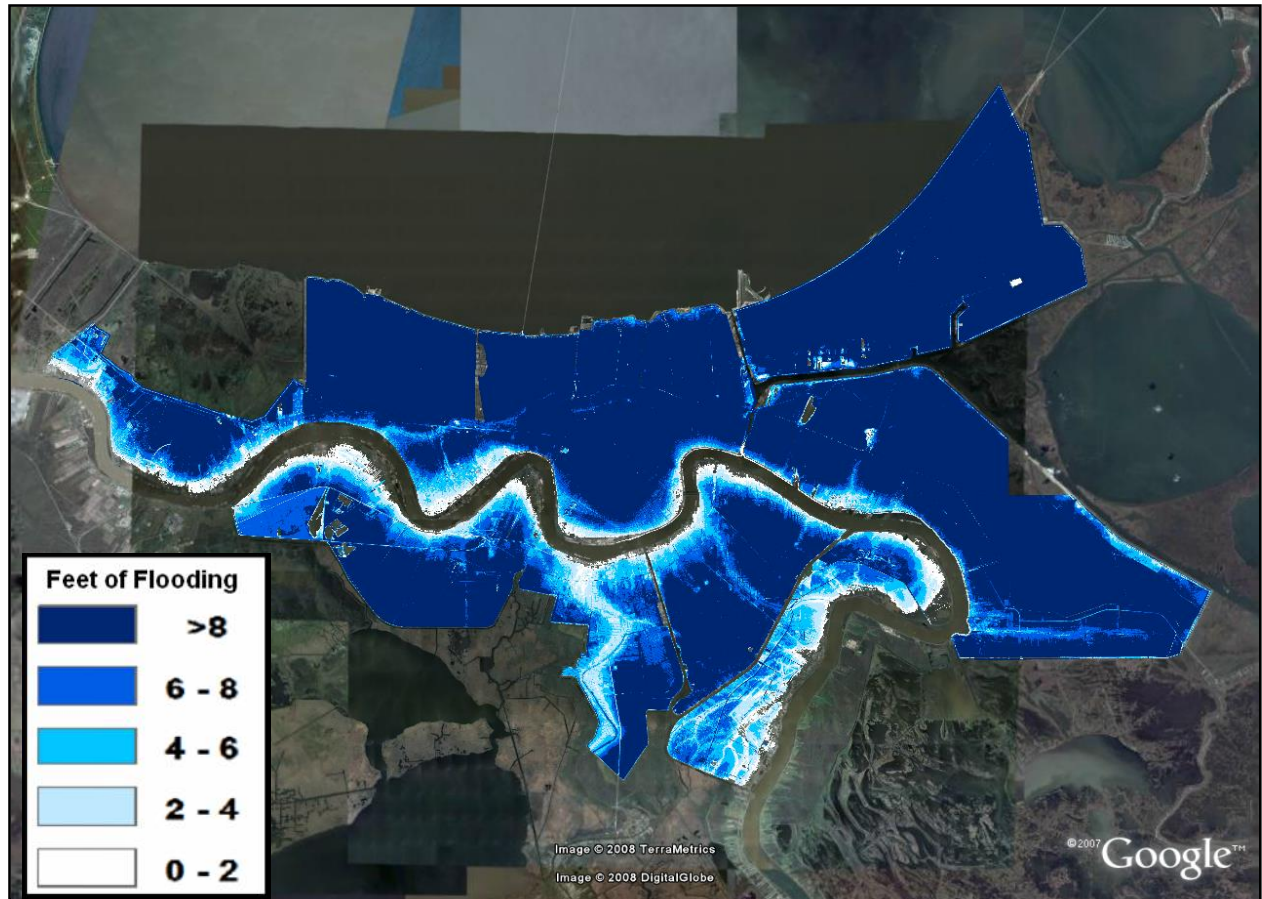 Feet of Flooding
>8
6 - 8
4 - 6
2 - 4
0 - 2
Image © 2008 TerraMetrics
Image © 2008 DigitalGlobe
©2007 Google™